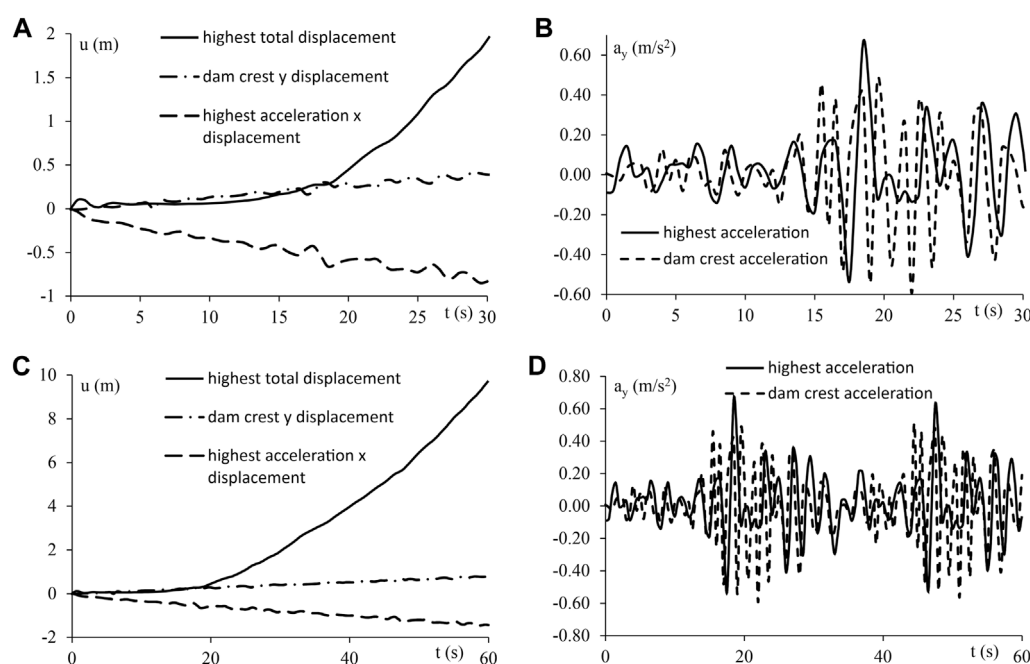 A
u (m)
highest total displacement
dam crest y displacement
highest acceleration x
displacement
2
1.5
1
0.5
0
-0.5
-1
0
5
10
15
20
25
30
t (s)
B
a_y (m/s²)
0.60
0.40
0.20
0.00
-0.20
-0.40
-0.60
highest acceleration
dam crest acceleration
0
5
10
15
20
25
30
t (s)
C
u (m)
highest total displacement
dam crest y displacement
highest acceleration x
displacement
10
8
6
4
2
0
-2
0
20
40
60
t (s)
D
a_y (m/s²)
highest acceleration
dam crest acceleration
0.80
0.60
0.40
0.20
0.00
-0.20
-0.40
-0.60
-0.80
0
20
40
60
t (s)